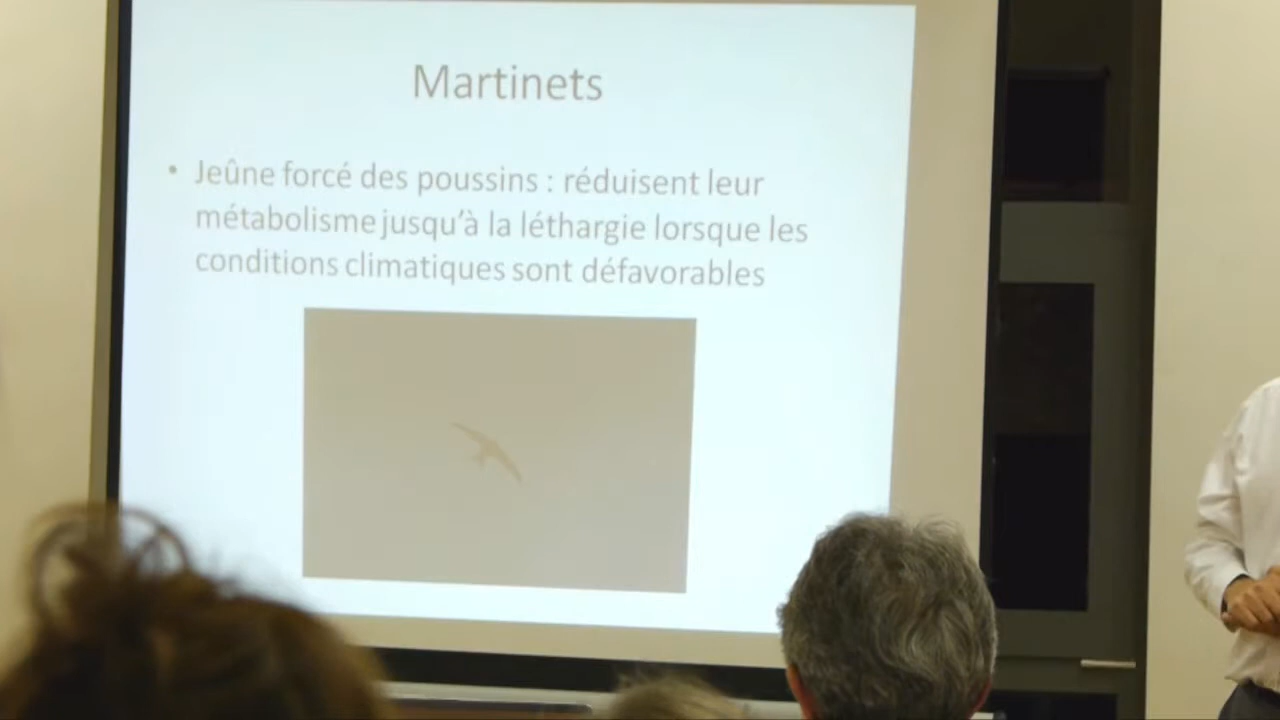 Martinets
• Jeûne forcé des poussins : réduisent leur
métabolisme jusqu'à la léthargie lorsque les
conditions climatiques sont défavorables